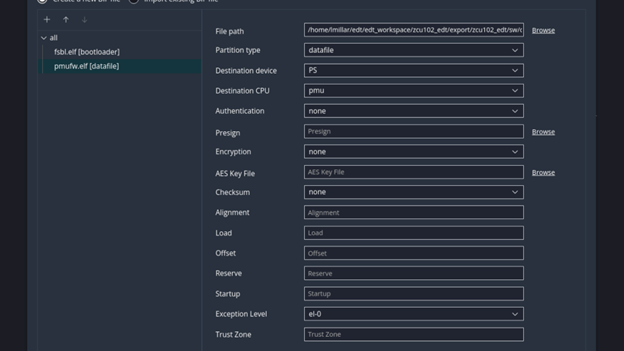 Create a new BIF file
Import existing BIF file
all
fsbl.elf [bootloader]
pmufw.elf [datafile]
File path
/home/lmillar/edt/edt_workspace/zcu102_edt/export/zcu102_edt/sw/c
Browse
Partition type
datafile
Destination device
PS
Destination CPU
pmu
Authentication
none
Presign
Presign
Browse
Encryption
none
AES Key File
AES Key File
Browse
Checksum
none
Alignment
Alignment
Load
Load
Offset
Offset
Reserve
Reserve
Startup
Startup
Exception Level
el-0
Trust Zone
Trust Zone